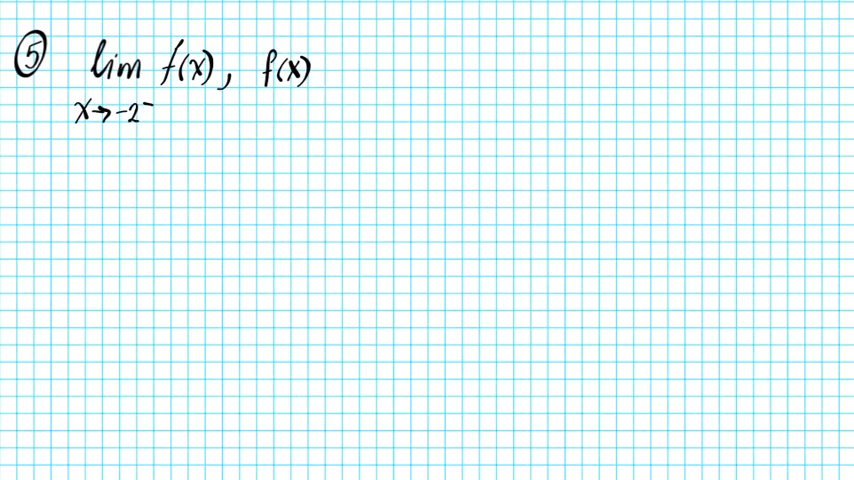 ⑤ lim f(x), f(x)
x→-2⁻